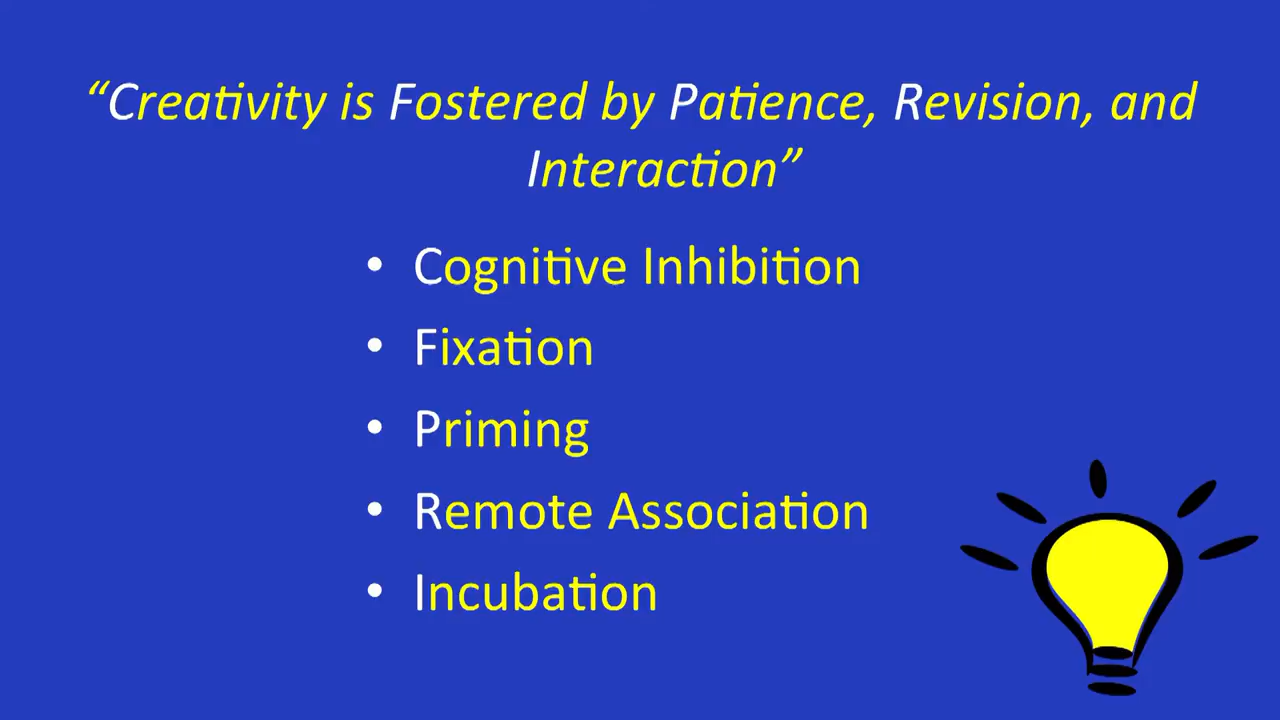 “Creativity is Fostered by Patience, Revision, and
Interaction”
• Cognitive Inhibition
• Fixation
• Priming
• Remote Association
• Incubation